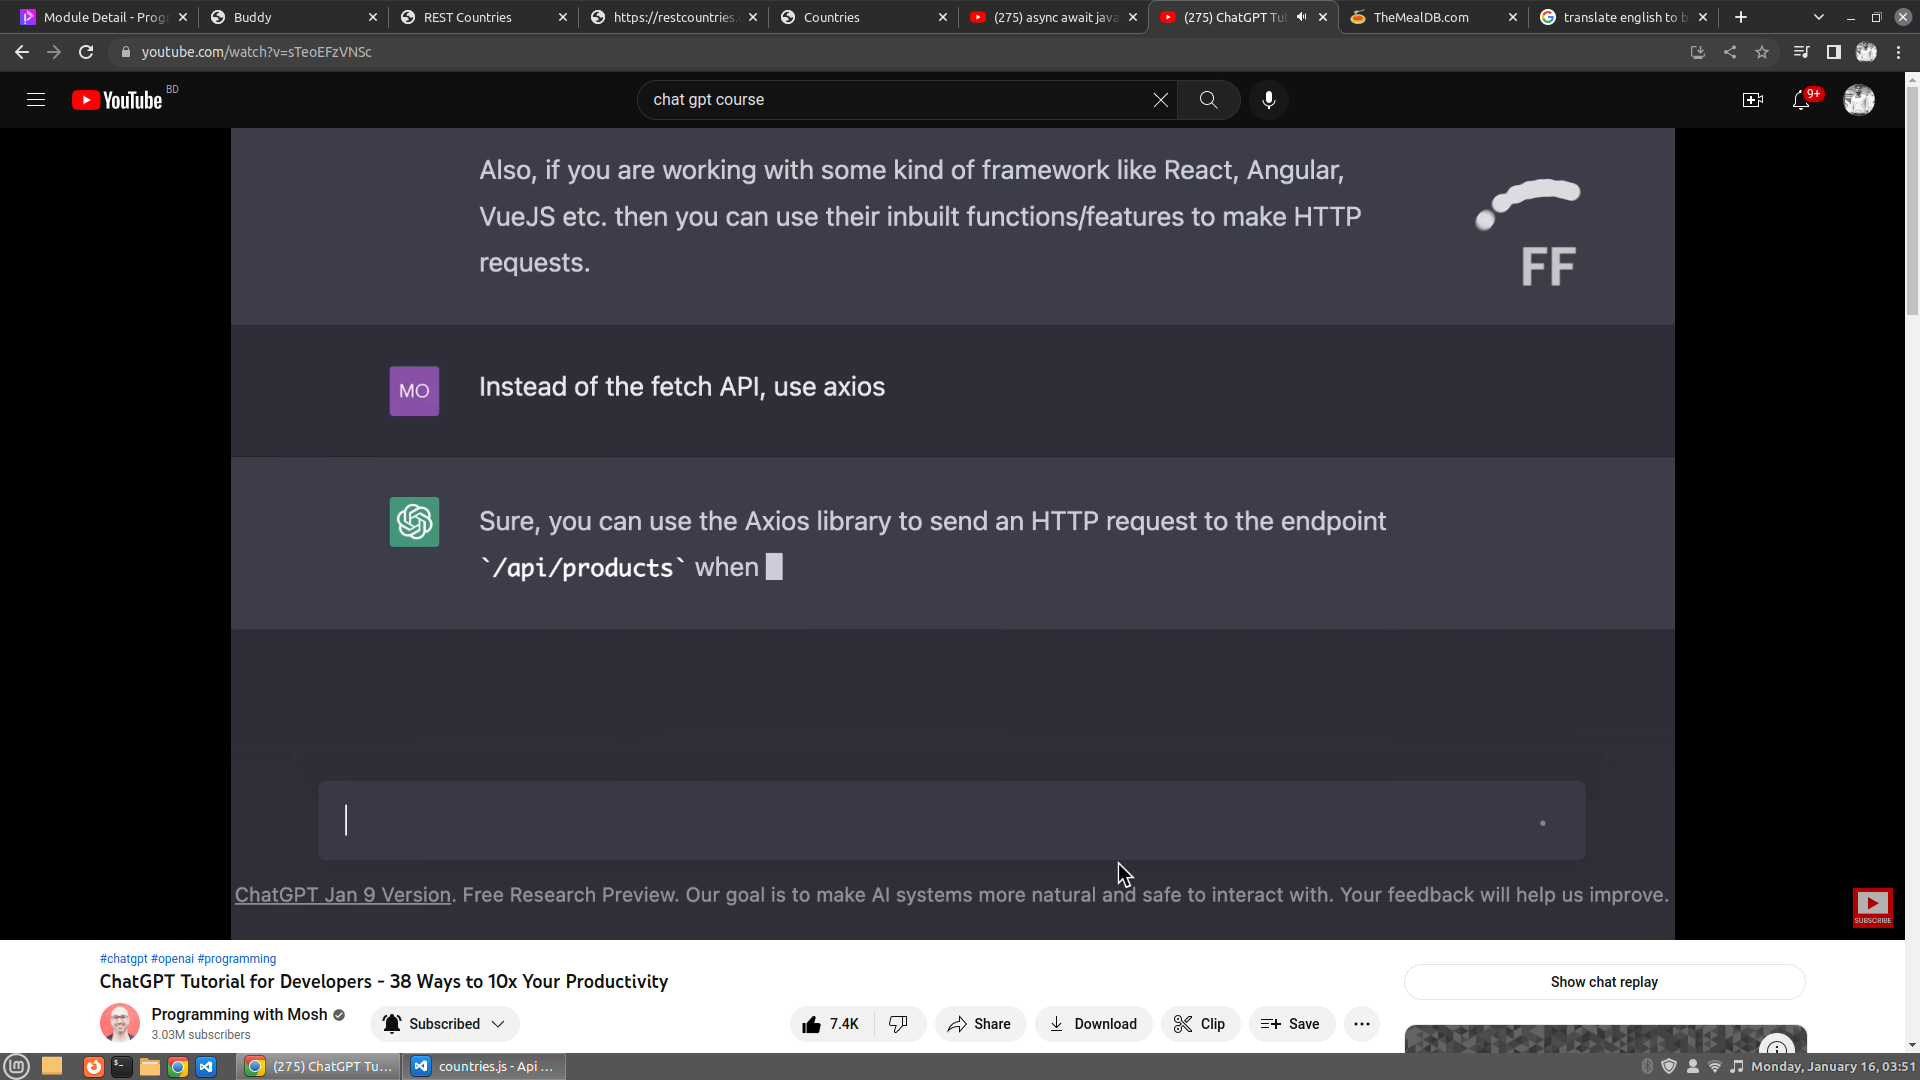 Module Detail - Prog
Buddy
REST Countries
https://restcountries.
Countries
(275) async await java
(275) ChatGPT Tu
TheMealDB.com
translate english to b
youtube.com/watch?v=sTeoEFzVNSc
YouTube BD
chat gpt course
9+
Also, if you are working with some kind of framework like React, Angular,
VueJS etc. then you can use their inbuilt functions/features to make HTTP
requests.
FF
MO
Instead of the fetch API, use axios
Sure, you can use the Axios library to send an HTTP request to the endpoint
`/api/products` when
ChatGPT Jan 9 Version. Free Research Preview. Our goal is to make AI systems more natural and safe to interact with. Your feedback will help us improve.
SUBSCRIBE
#chatgpt #openai #programming
ChatGPT Tutorial for Developers - 38 Ways to 10x Your Productivity
Show chat replay
Programming with Mosh
3.03M subscribers
Subscribed
7.4K
Share
Download
Clip
Save
(275) ChatGPT Tu...
countries.js - Api ...
Monday, January 16, 03:51